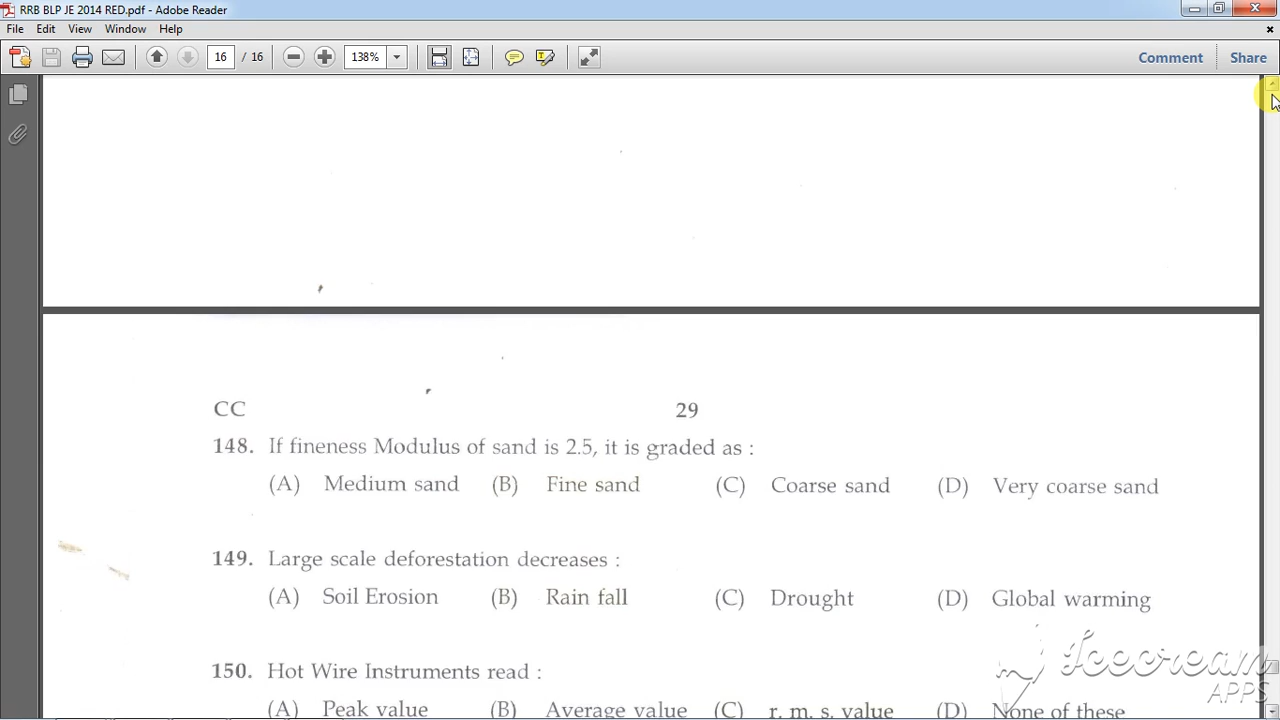 RRB BLP JE 2014 RED.pdf - Adobe Reader
File Edit View Window Help
16 / 16 138% Comment Share
CC 29
148. If fineness Modulus of sand is 2.5, it is graded as :
(A) Medium sand (B) Fine sand (C) Coarse sand (D) Very coarse sand
149. Large scale deforestation decreases :
(A) Soil Erosion (B) Rain fall (C) Drought (D) Global warming
150. Hot Wire Instruments read :
(A) Peak value (B) Average value (C) r. m. s. value (D) None of these
Icecream
APPS